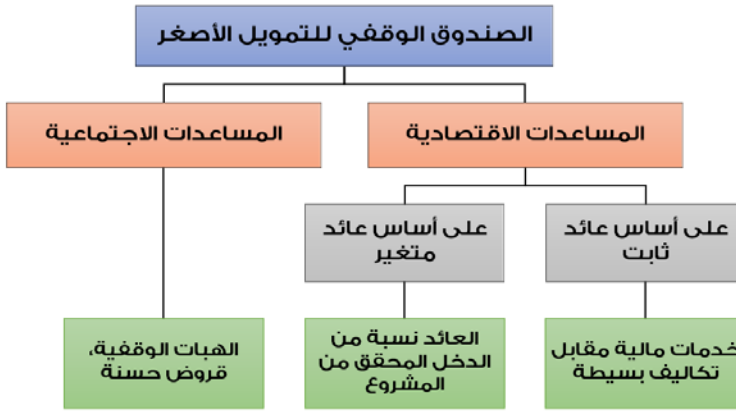 الصندوق الوقفي للتمويل الأصغر
المساعدات الاقتصادية
المساعدات الاجتماعية
على أساس عائد
ثابت
على أساس عائد
متغير
خدمات مالية مقابل
تكاليف بسيطة
العائد نسبة من
الدخل المحقق من
المشروع
الهبات الوقفية،
قروض حسنة